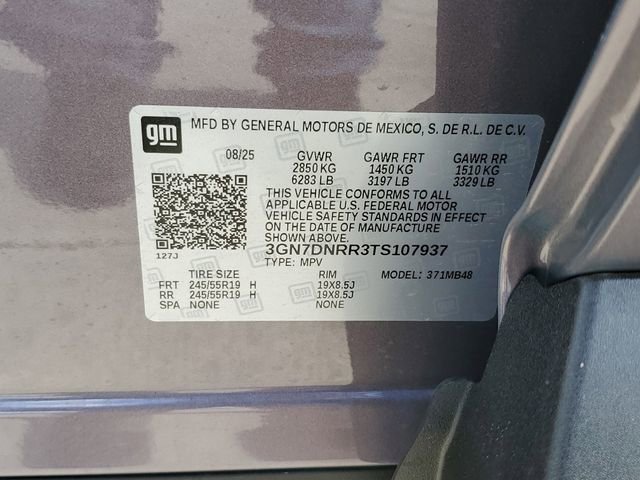 gm MFD BY GENERAL MOTORS DE MEXICO, S. DE R.L. DE C.V.
08/25 GVWR GAWR FRT GAWR RR
2850 KG 1450 KG 1510 KG
6283 LB 3197 LB 3329 LB
THIS VEHICLE CONFORMS TO ALL
APPLICABLE U.S. FEDERAL MOTOR
VEHICLE SAFETY STANDARDS IN EFFECT
ON THE DATE OF MANUFACTURE
SHOWN ABOVE.
3GN7DNRR3TS107937
127J TYPE: MPV
TIRE SIZE RIM MODEL: 371MB48
FRT 245/55R19 H 19X8.5J
RR 245/55R19 H 19X8.5J
SPA NONE NONE